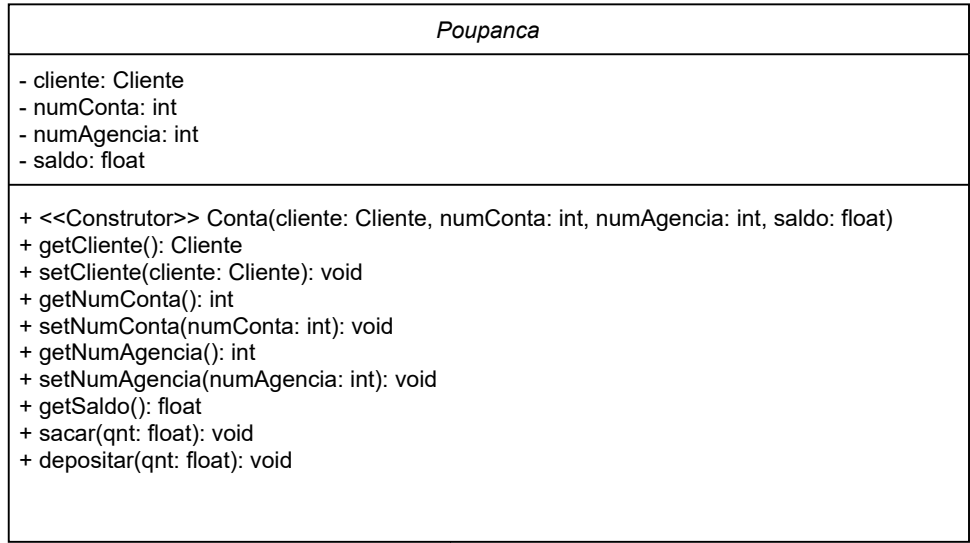 Poupanca
- cliente: Cliente
- numConta: int
- numAgencia: int
- saldo: float
+ <<Construtor>> Conta(cliente: Cliente, numConta: int, numAgencia: int, saldo: float)
+ getCliente(): Cliente
+ setCliente(cliente: Cliente): void
+ getNumConta(): int
+ setNumConta(numConta: int): void
+ getNumAgencia(): int
+ setNumAgencia(numAgencia: int): void
+ getSaldo(): float
+ sacar(qnt: float): void
+ depositar(qnt: float): void